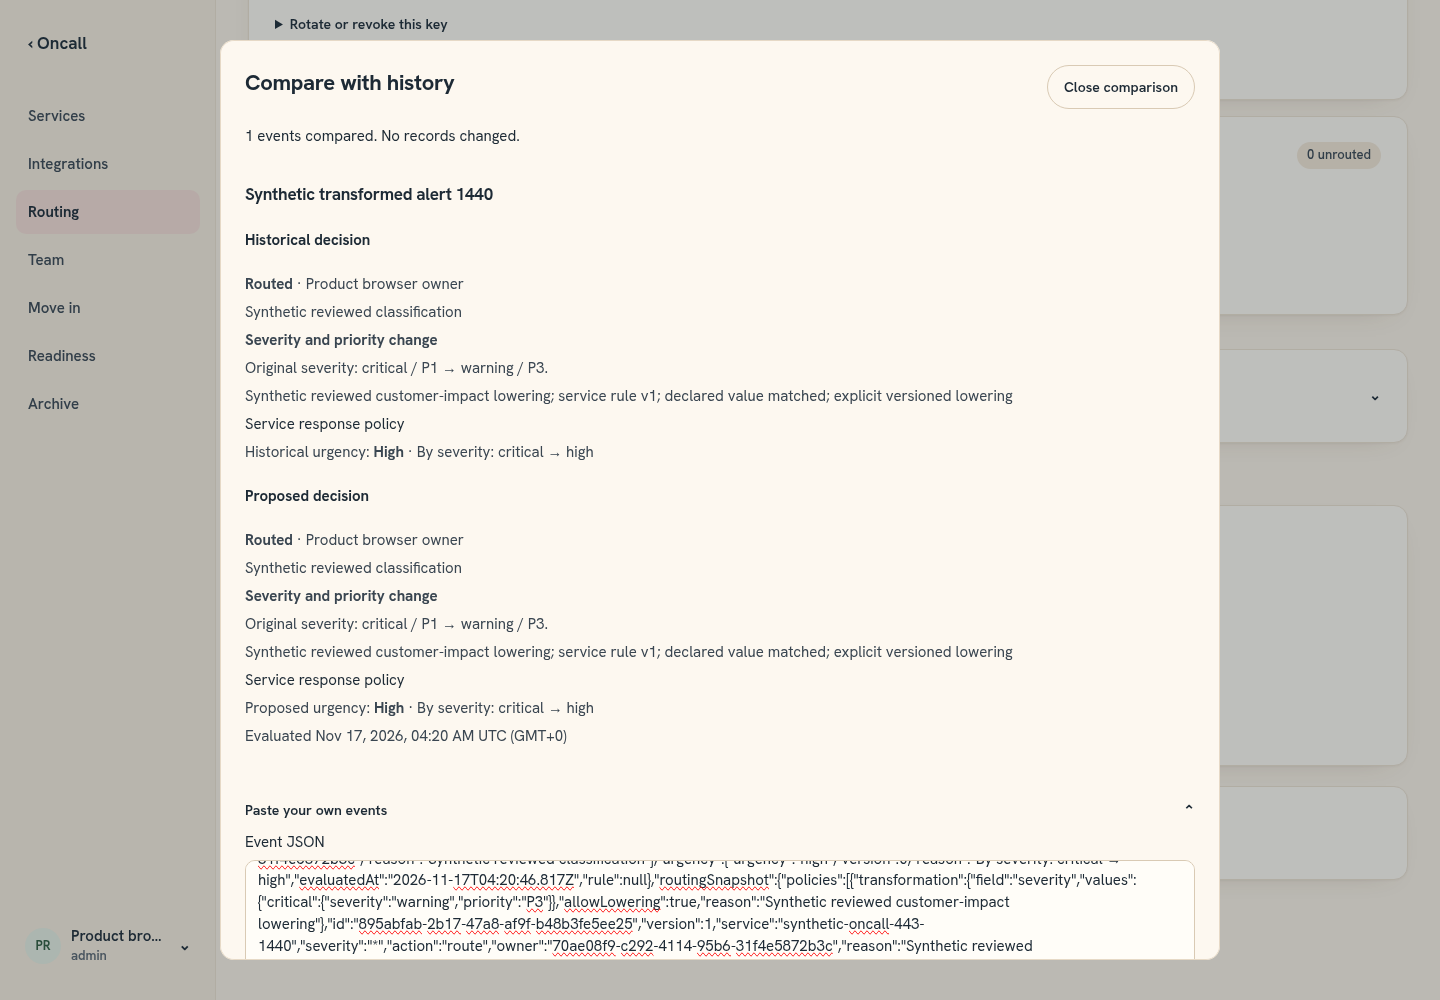 ‹ Oncall
Services
Integrations
Routing
Team
Move in
Readiness
Archive
PR
Product bro...
admin
▶ Rotate or revoke this key
0 unrouted
Compare with history
Close comparison
1 events compared. No records changed.
Synthetic transformed alert 1440
Historical decision
Routed · Product browser owner
Synthetic reviewed classification
Severity and priority change
Original severity: critical / P1 → warning / P3.
Synthetic reviewed customer-impact lowering; service rule v1; declared value matched; explicit versioned lowering
Service response policy
Historical urgency: High · By severity: critical → high
Proposed decision
Routed · Product browser owner
Synthetic reviewed classification
Severity and priority change
Original severity: critical / P1 → warning / P3.
Synthetic reviewed customer-impact lowering; service rule v1; declared value matched; explicit versioned lowering
Service response policy
Proposed urgency: High · By severity: critical → high
Evaluated Nov 17, 2026, 04:20 AM UTC (GMT+0)
Paste your own events
Event JSON
high","evaluatedAt":"2026-11-17T04:20:46.817Z","rule":null},"routingSnapshot":{"policies":[{"transformation":{"field":"severity","values":
{"critical":{"severity":"warning","priority":"P3"}},"allowLowering":true,"reason":"Synthetic reviewed customer-impact
lowering"},"id":"895abfab-2b17-47a8-af9f-b48b3fe5ee25","version":1,"service":"synthetic-oncall-443-
1440","severity":"*","action":"route","owner":"70ae08f9-c292-4114-95b6-31f4e5872b3c","reason":"Synthetic reviewed